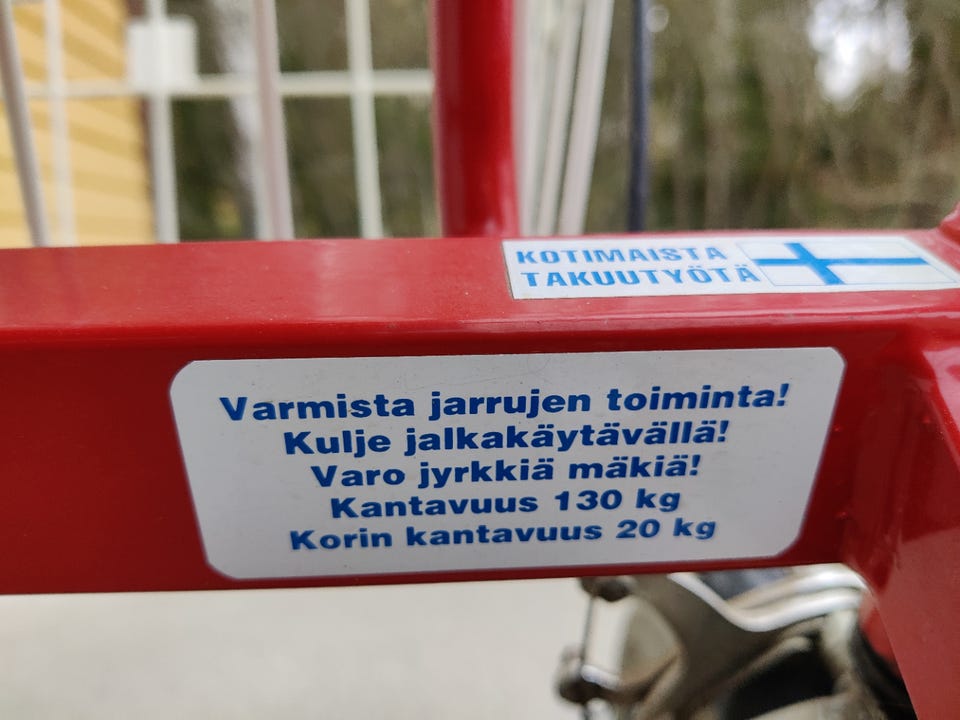 KOTIMAISTA
TAKUUTYÖTÄ
Varmista jarrujen toiminta!
Kulje jalkakäytävällä!
Varo jyrkkiä mäkiä!
Kantavuus 130 kg
Korin kantavuus 20 kg